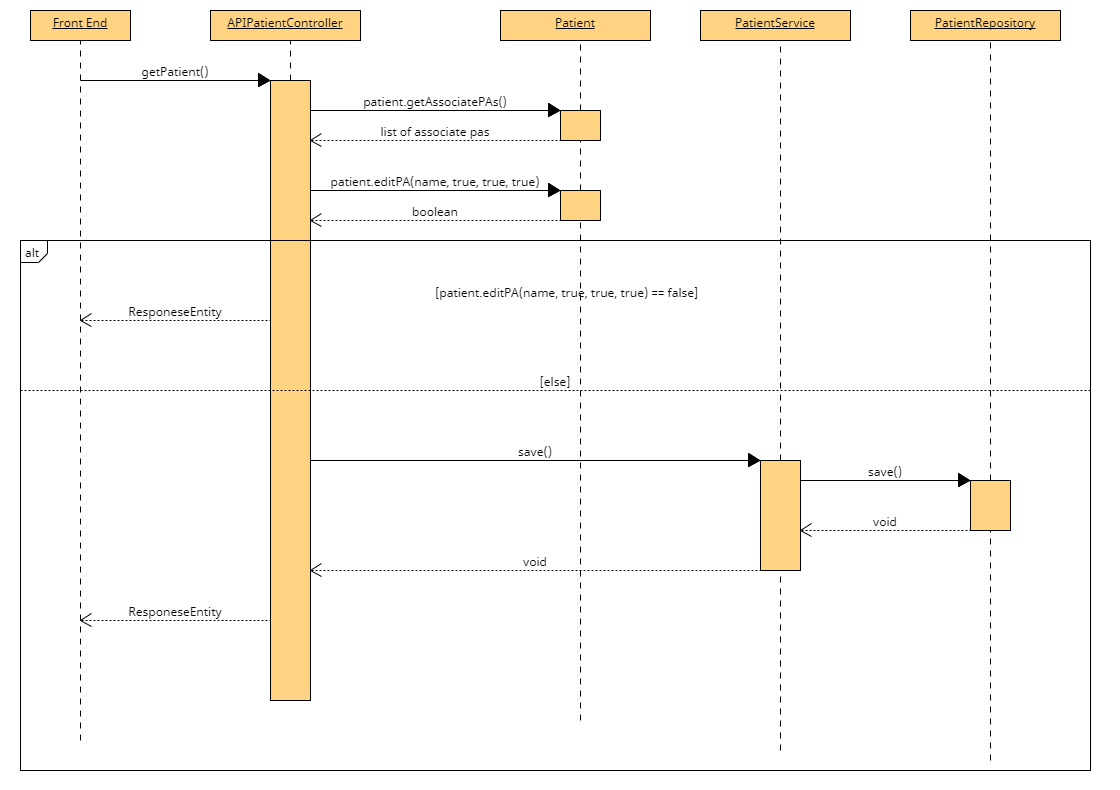 Front End
APIPatientController
Patient
PatientService
PatientRepository
getPatient()
patient.getAssociatePAs()
list of associate pas
patient.editPA(name, true, true, true)
boolean
alt
[patient.editPA(name, true, true, true) == false]
ResponeseEntity
[else]
save()
save()
void
void
ResponeseEntity